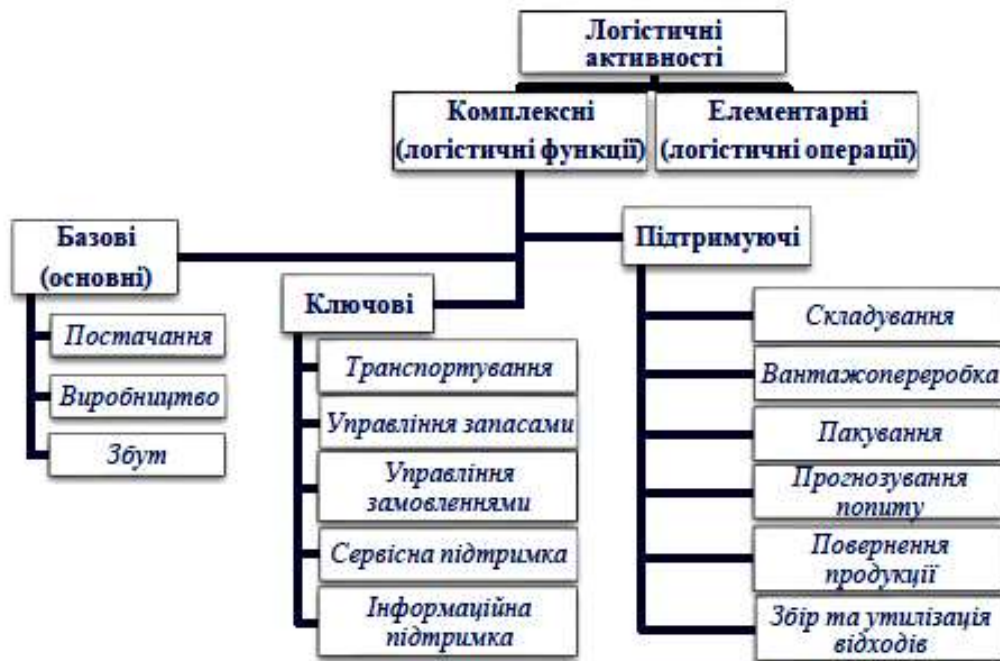 Логістичні
активності
Комплексні
(логістичні функції)
Елементарні
(логістичні операції)
Базові
(основні)
Постачання
Виробництво
Збут
Ключові
Транспортування
Управління запасами
Управління
замовленнями
Сервісна підтримка
Інформаційна
підтримка
Підтримуючі
Складування
Вантажопереробка
Пакування
Прогнозування
попиту
Повернення
продукції
Збір та утилізація
відходів